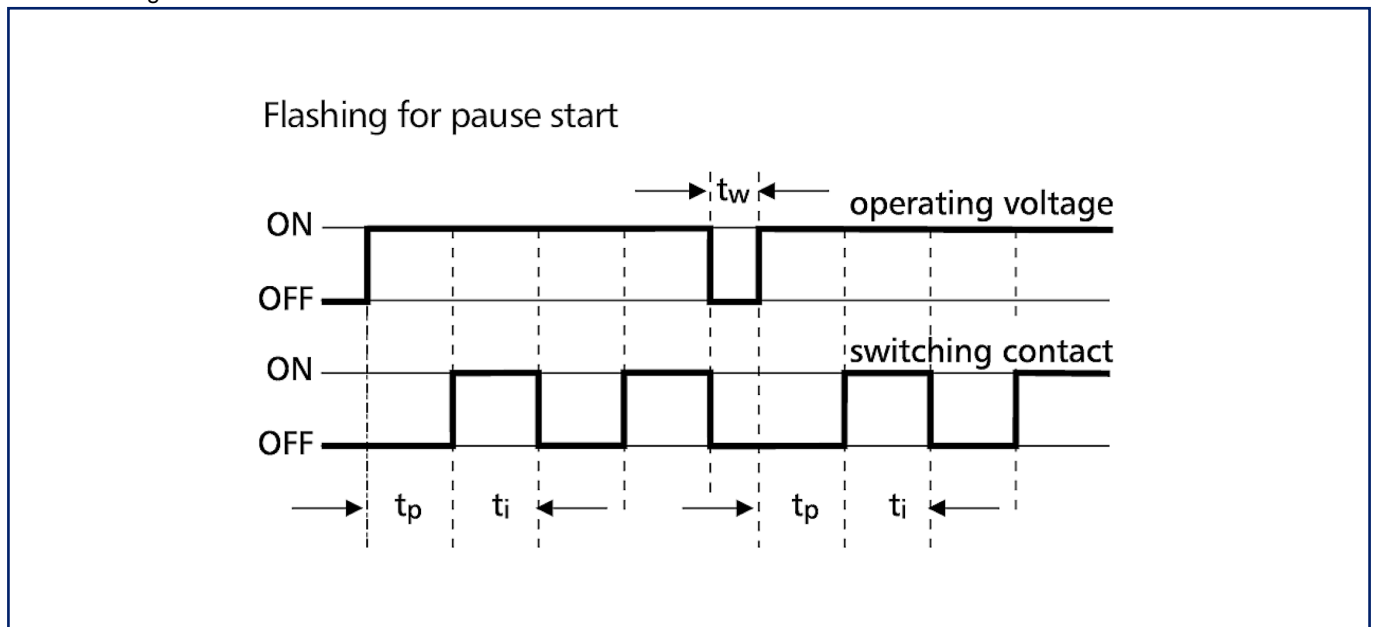 Flashing for pause start
tw
operating voltage
ON
OFF
switching contact
ON
OFF
tp ti tp ti